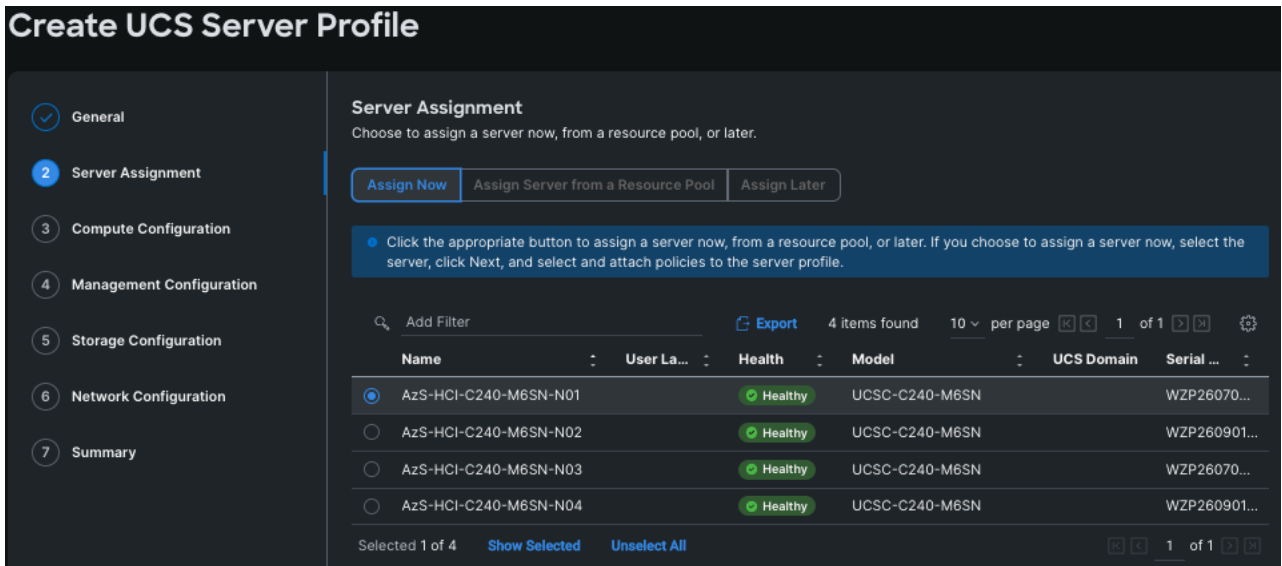 Create UCS Server Profile
General
2 Server Assignment
3 Compute Configuration
4 Management Configuration
5 Storage Configuration
6 Network Configuration
7 Summary
Server Assignment
Choose to assign a server now, from a resource pool, or later.
Assign Now Assign Server from a Resource Pool Assign Later
Click the appropriate button to assign a server now, from a resource pool, or later. If you choose to assign a server now, select the
server, click Next, and select and attach policies to the server profile.
Add Filter Export 4 items found 10 per page 1 of 1
Name User La... Health Model UCS Domain Serial ...
AzS-HCI-C240-M6SN-N01 Healthy UCSC-C240-M6SN WZP26070...
AzS-HCI-C240-M6SN-N02 Healthy UCSC-C240-M6SN WZP260901...
AzS-HCI-C240-M6SN-N03 Healthy UCSC-C240-M6SN WZP26070...
AzS-HCI-C240-M6SN-N04 Healthy UCSC-C240-M6SN WZP260901...
Selected 1 of 4 Show Selected Unselect All 1 of 1